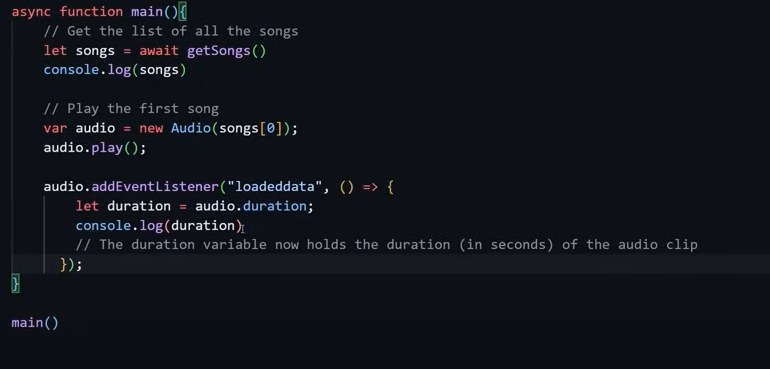 async function main(){
    // Get the list of all the songs
    let songs = await getSongs()
    console.log(songs)

    // Play the first song
    var audio = new Audio(songs[0]);
    audio.play();

    audio.addEventListener("loadeddata", () => {
        let duration = audio.duration;
        console.log(duration)
        // The duration variable now holds the duration (in seconds) of the audio clip
      });
}

main()